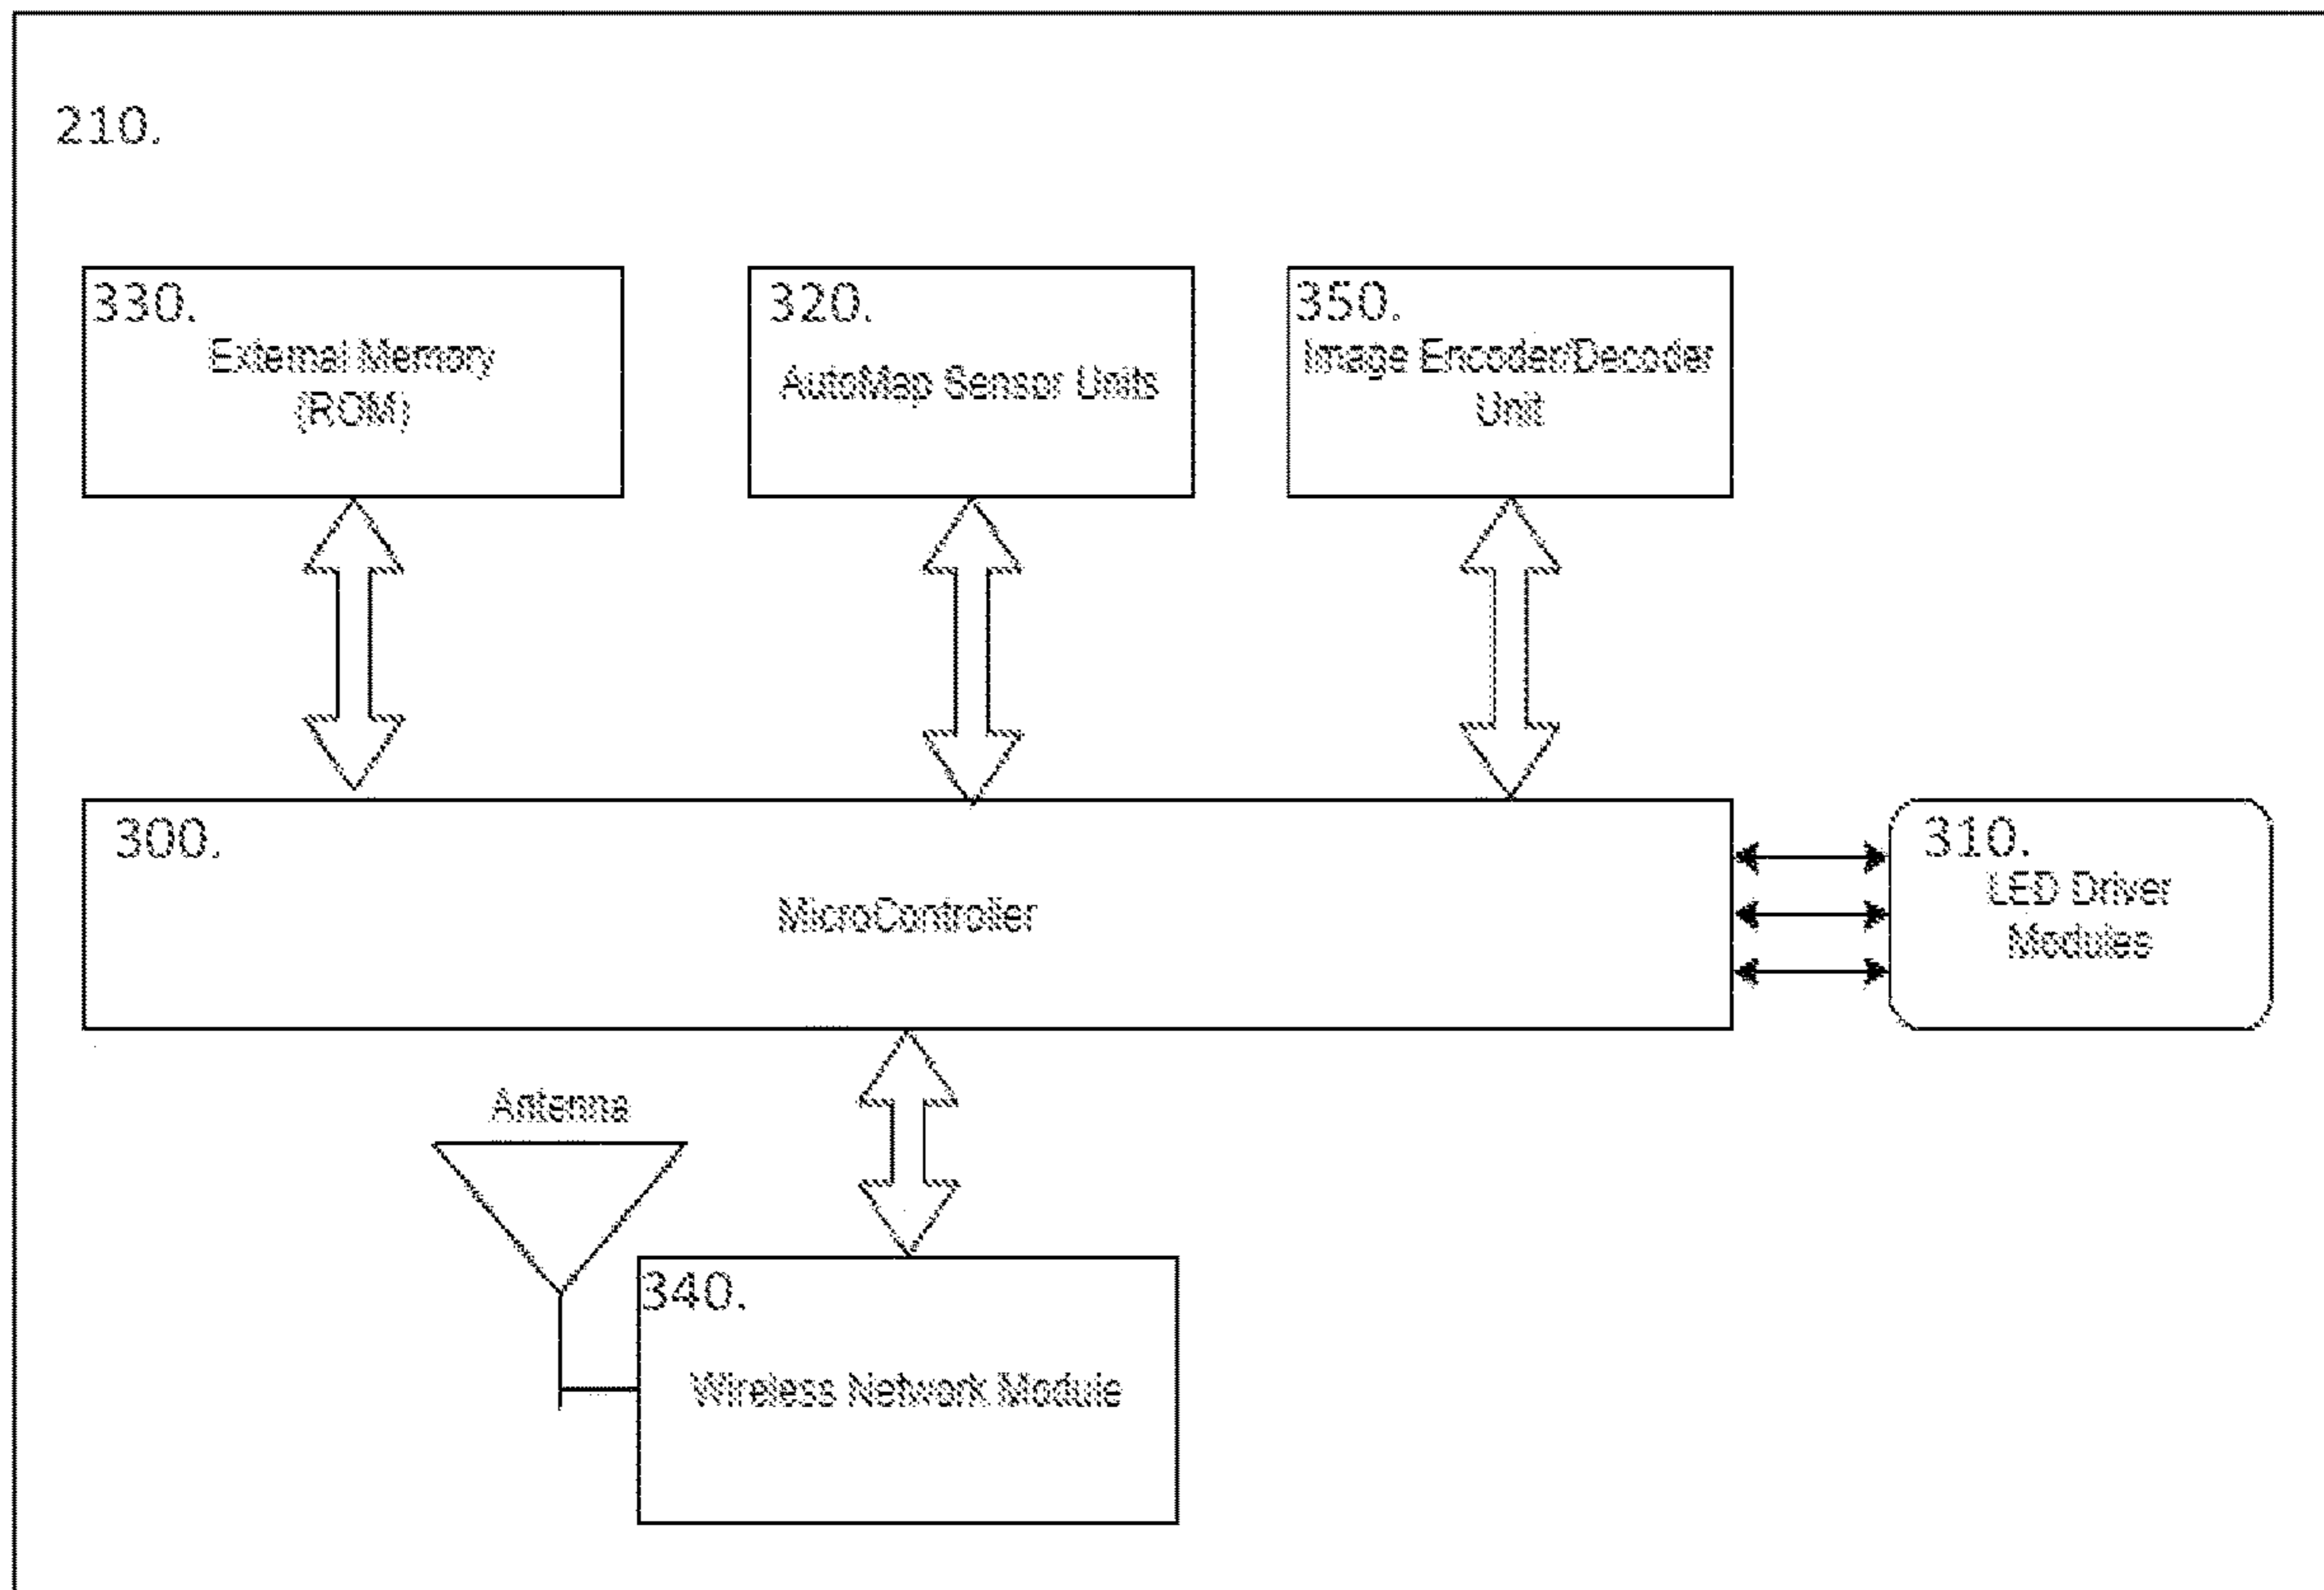 210.
330.
External Memory
(ROM)
320.
AutoMap Sensor Units
350.
Image Encoder/Decoder
Unit
300.
MicroController
310.
LED Driver
Modules
Antenna
340.
Wireless Network Module